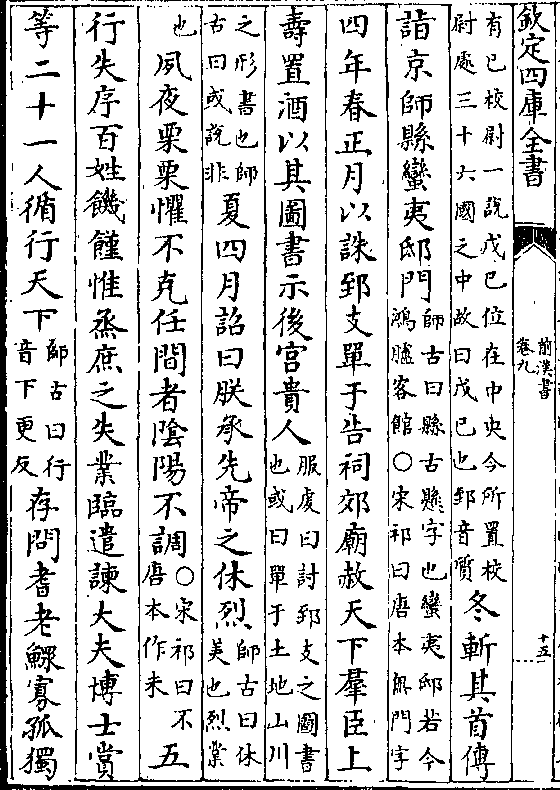 欽定四庫全書
前漢書
卷九
十五
有已校尉一說戊已位在中央今所置校
尉處三十六國之中故曰戊已也郅音質
冬斬其首傳
詣京師縣蠻夷邸門
師古曰縣古懸字也蠻夷邸若今
鴻臚客館○宋祁曰唐本無門字
四年春正月以誅郅支單于告祠郊廟赦天下羣臣上
壽置酒以其圖書示後宮貴人
服虔曰討郅支之圖書
也或曰單于土地山川
之形書也師
古曰或說非
夏四月詔曰朕承先帝之休烈
師古曰休
美也烈業
也
夙夜栗栗懼不克任間者陰陽不調
○宋祁曰不
唐本作未
五
行失序百姓饑饉惟烝庶之失業臨遣諫大夫博士賞
等二十一人循行天下
師古曰行
音下更反
存問耆老鰥寡孤獨